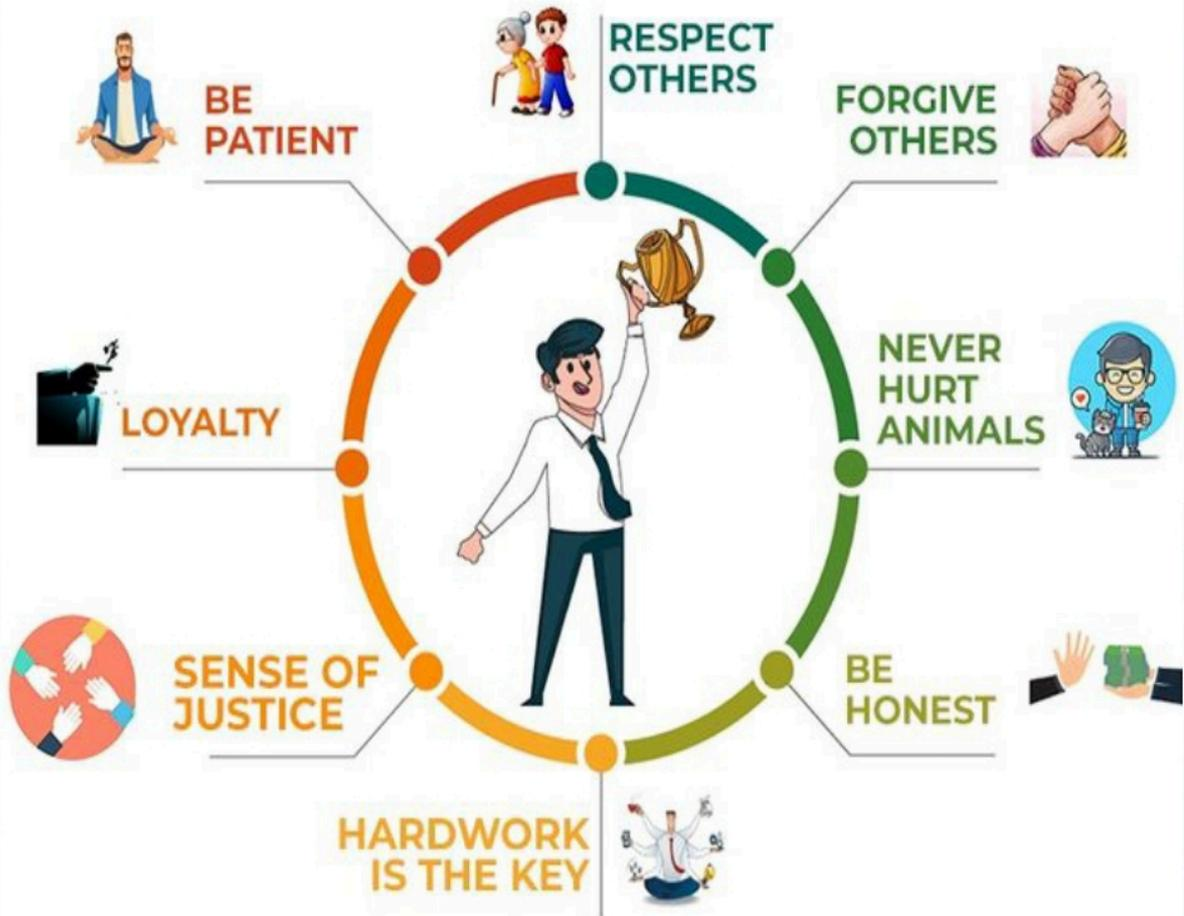 RESPECT
OTHERS
BE
PATIENT
FORGIVE
OTHERS
LOYALTY
NEVER
HURT
ANIMALS
SENSE OF
JUSTICE
BE
HONEST
HARDWORK
IS THE KEY